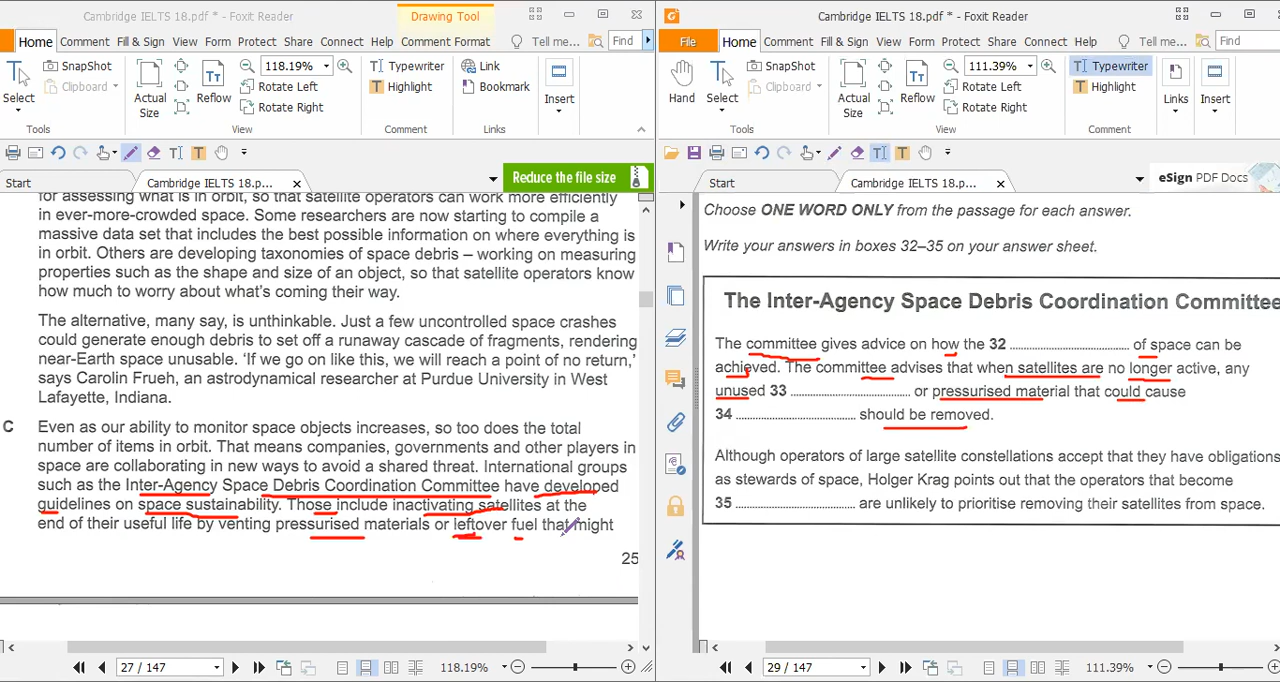 Cambridge IELTS 18.pdf * - Foxit Reader
Drawing Tool
Home Comment Fill & Sign View Form Protect Share Connect Help Comment Format Tell me... Find
Select
SnapShot
Clipboard
Tools
Actual Size
Reflow
118.19%
Rotate Left
Rotate Right
View
Typewriter
Highlight
Comment
Link
Bookmark
Links
Insert
Reduce the file size
Start
Cambridge IELTS 18.p...
for assessing what is in orbit, so that satellite operators can work more efficiently
in ever-more-crowded space. Some researchers are now starting to compile a
massive data set that includes the best possible information on where everything is
in orbit. Others are developing taxonomies of space debris – working on measuring
properties such as the shape and size of an object, so that satellite operators know
how much to worry about what's coming their way.
The alternative, many say, is unthinkable. Just a few uncontrolled space crashes
could generate enough debris to set off a runaway cascade of fragments, rendering
near-Earth space unusable. 'If we go on like this, we will reach a point of no return,'
says Carolin Frueh, an astrodynamical researcher at Purdue University in West
Lafayette, Indiana.
C Even as our ability to monitor space objects increases, so too does the total
number of items in orbit. That means companies, governments and other players in
space are collaborating in new ways to avoid a shared threat. International groups
such as the Inter-Agency Space Debris Coordination Committee have developed
guidelines on space sustainability. Those include inactivating satellites at the
end of their useful life by venting pressurised materials or leftover fuel that might
25
27 / 147
118.19%
Cambridge IELTS 18.pdf * - Foxit Reader
File Home Comment Fill & Sign View Form Protect Share Connect Help Tell me... Find
Hand
Select
SnapShot
Clipboard
Tools
Actual Size
Reflow
111.39%
Rotate Left
Rotate Right
View
Typewriter
Highlight
Comment
Links
Insert
eSign PDF Docs
Start
Cambridge IELTS 18.p...
Choose ONE WORD ONLY from the passage for each answer.
Write your answers in boxes 32–35 on your answer sheet.
The Inter-Agency Space Debris Coordination Committee
The committee gives advice on how the 32 .............................. of space can be
achieved. The committee advises that when satellites are no longer active, any
unused 33 .............................. or pressurised material that could cause
34 .............................. should be removed.
Although operators of large satellite constellations accept that they have obligations
as stewards of space, Holger Krag points out that the operators that become
35 .............................. are unlikely to prioritise removing their satellites from space.
29 / 147
111.39%